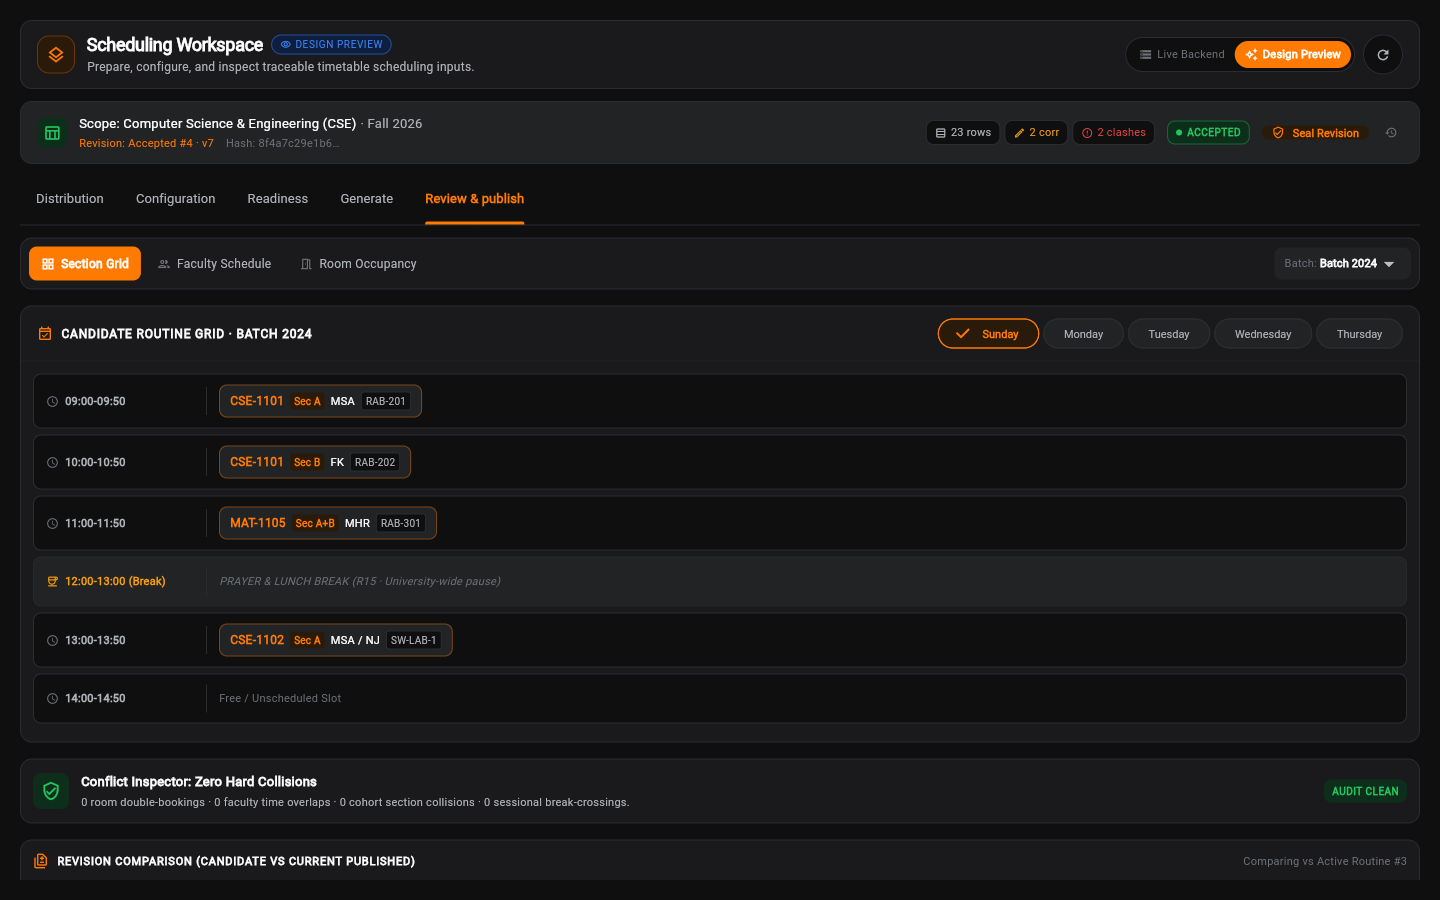 Scheduling Workspace
DESIGN PREVIEW
Prepare, configure, and inspect traceable timetable scheduling inputs.
Live Backend
Design Preview
Scope: Computer Science & Engineering (CSE) · Fall 2026
Revision: Accepted #4 · v7 Hash: 8f4a7c29e1b6...
23 rows
2 corr
2 clashes
ACCEPTED
Seal Revision
Distribution
Configuration
Readiness
Generate
Review & publish
Section Grid
Faculty Schedule
Room Occupancy
Batch: Batch 2024
CANDIDATE ROUTINE GRID · BATCH 2024
Sunday
Monday
Tuesday
Wednesday
Thursday
09:00-09:50
CSE-1101 Sec A MSA RAB-201
10:00-10:50
CSE-1101 Sec B FK RAB-202
11:00-11:50
MAT-1105 Sec A+B MHR RAB-301
12:00-13:00 (Break)
PRAYER & LUNCH BREAK (R15 · University-wide pause)
13:00-13:50
CSE-1102 Sec A MSA / NJ SW-LAB-1
14:00-14:50
Free / Unscheduled Slot
Conflict Inspector: Zero Hard Collisions
0 room double-bookings · 0 faculty time overlaps · 0 cohort section collisions · 0 sessional break-crossings.
AUDIT CLEAN
REVISION COMPARISON (CANDIDATE VS CURRENT PUBLISHED)
Comparing vs Active Routine #3